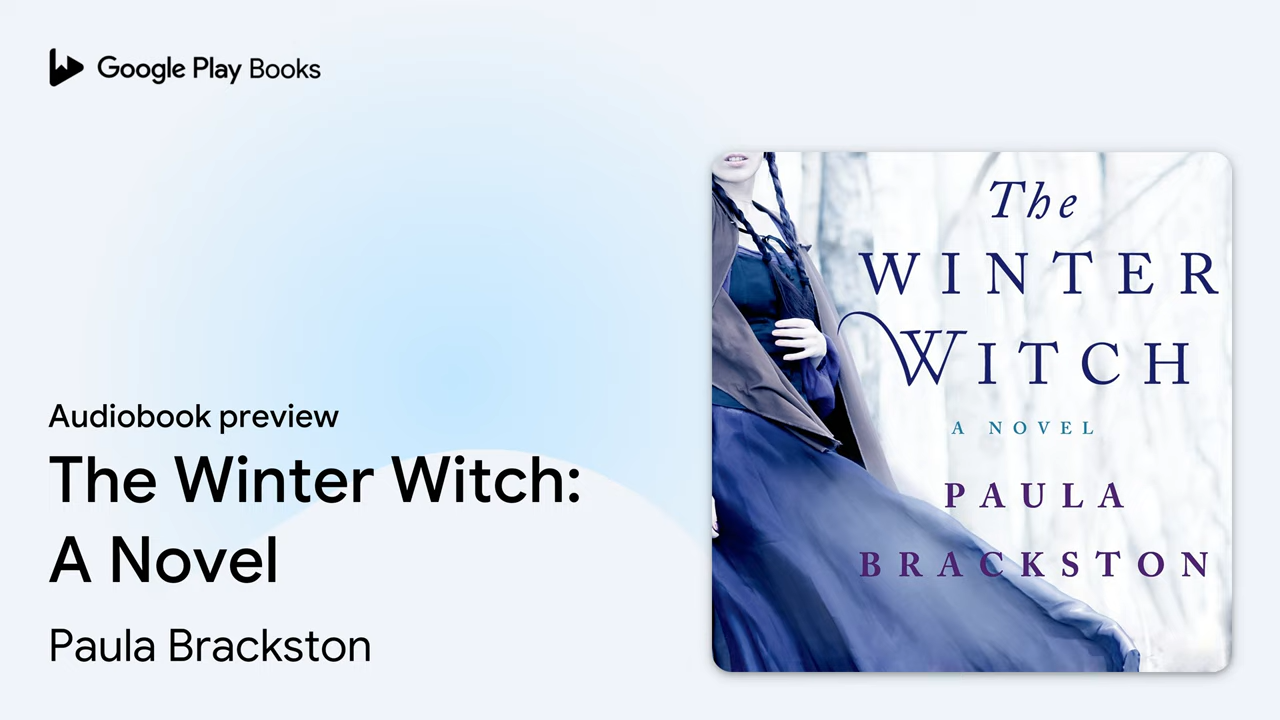 Google Play Books
Audiobook preview
The Winter Witch:
A Novel
Paula Brackston
The
WINTER
WITCH
A NOVEL
PAULA
BRACKSTON